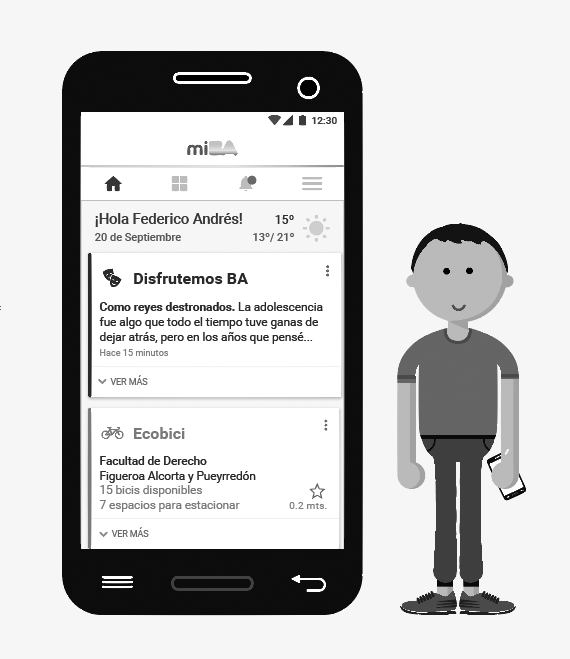 12:30
miBA
¡Hola Federico Andrés! 15º
20 de Septiembre 13º/ 21º
Disfrutemos BA
Como reyes destronados. La adolescencia
fue algo que todo el tiempo tuve ganas de
dejar atrás, pero en los años que pensé...
Hace 15 minutos
VER MÁS
Ecobici
Facultad de Derecho
Figueroa Alcorta y Pueyrredón
15 bicis disponibles
7 espacios para estacionar 0.2 mts.
VER MÁS